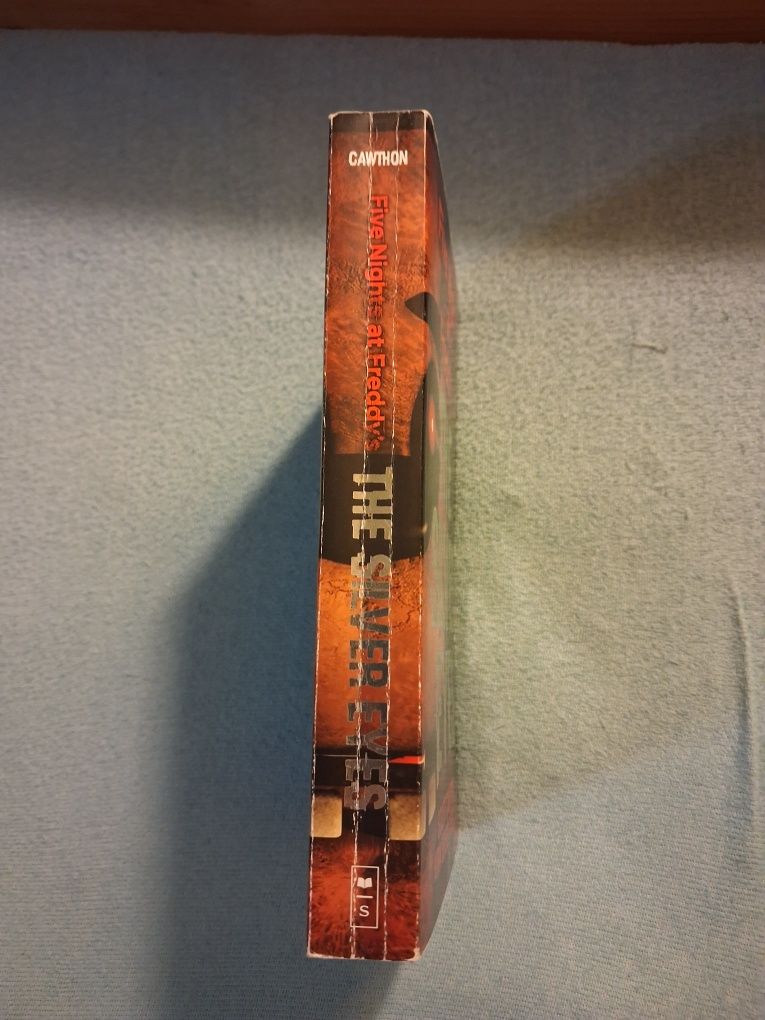 CAWTHON
Five Nights at Freddy's
THE SILVER EYES
S